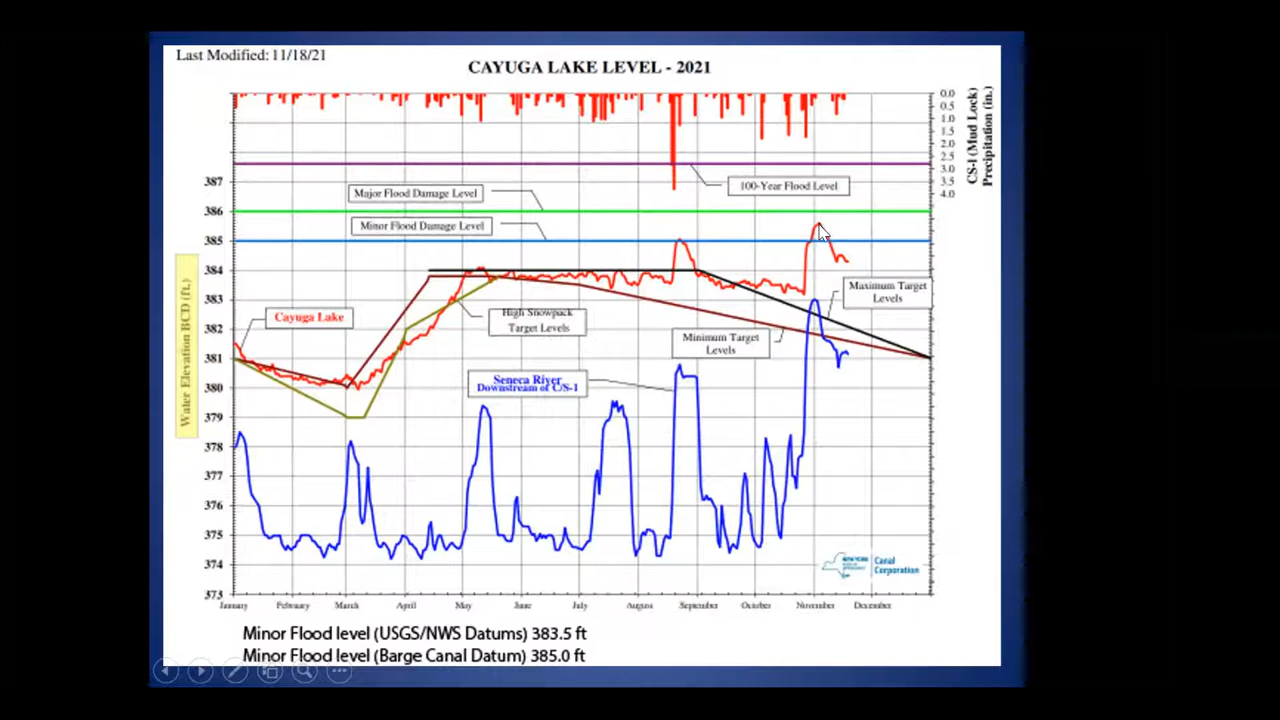 Last Modified: 11/18/21
CAYUGA LAKE LEVEL - 2021
0.0
0.5
1.0
1.5
2.0
2.5
3.0
3.5
4.0
CS-1 (Mud Lock)
Precipitation (in.)
100-Year Flood Level
Major Flood Damage Level
Minor Flood Damage Level
387
386
385
384
383
382
381
380
379
378
377
376
375
374
373
Water Elevation BCD (ft.)
Cayuga Lake
High Snowpack
Target Levels
Maximum Target
Levels
Minimum Target
Levels
Seneca River
Downstream of C/S-1
Canal
Corporation
January
February
March
April
May
June
July
August
September
October
November
December
Minor Flood level (USGS/NWS Datums) 383.5 ft
Minor Flood level (Barge Canal Datum) 385.0 ft